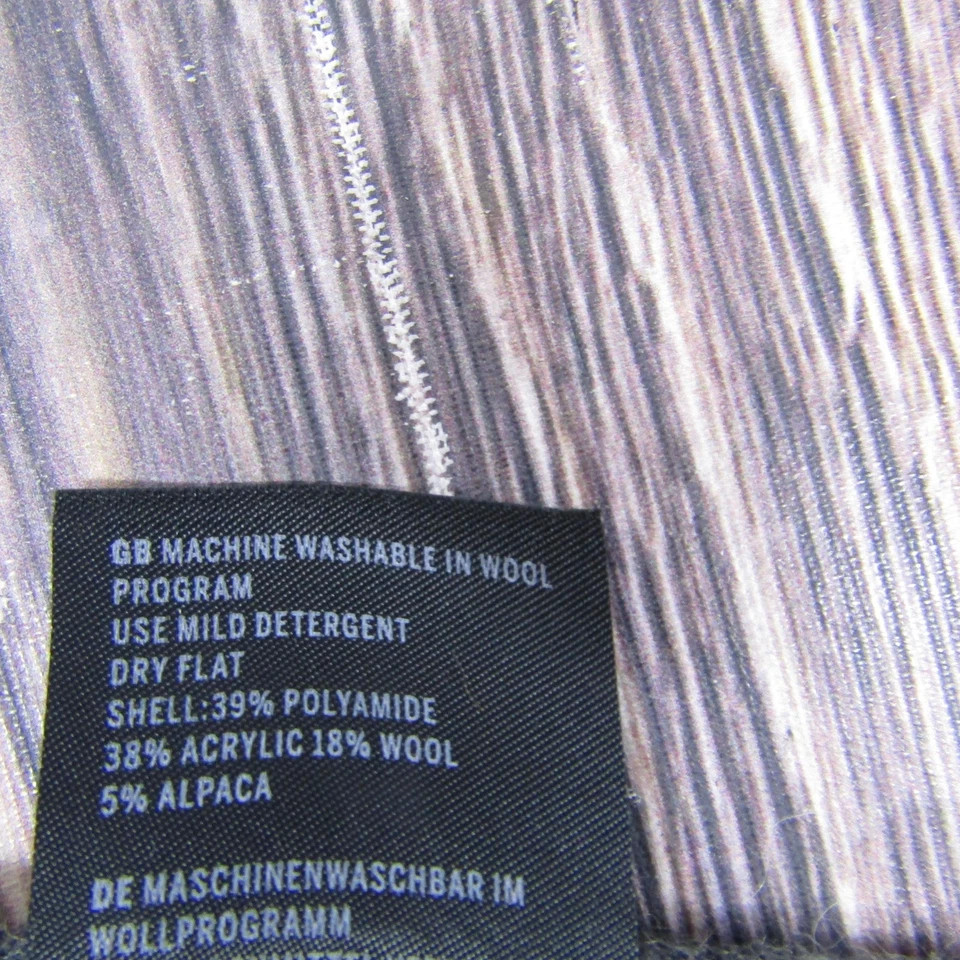 GB MACHINE WASHABLE IN WOOL
PROGRAM
USE MILD DETERGENT
DRY FLAT
SHELL:39% POLYAMIDE
38% ACRYLIC 18% WOOL
5% ALPACA
DE MASCHINENWASCHBAR IM
WOLLPROGRAMM